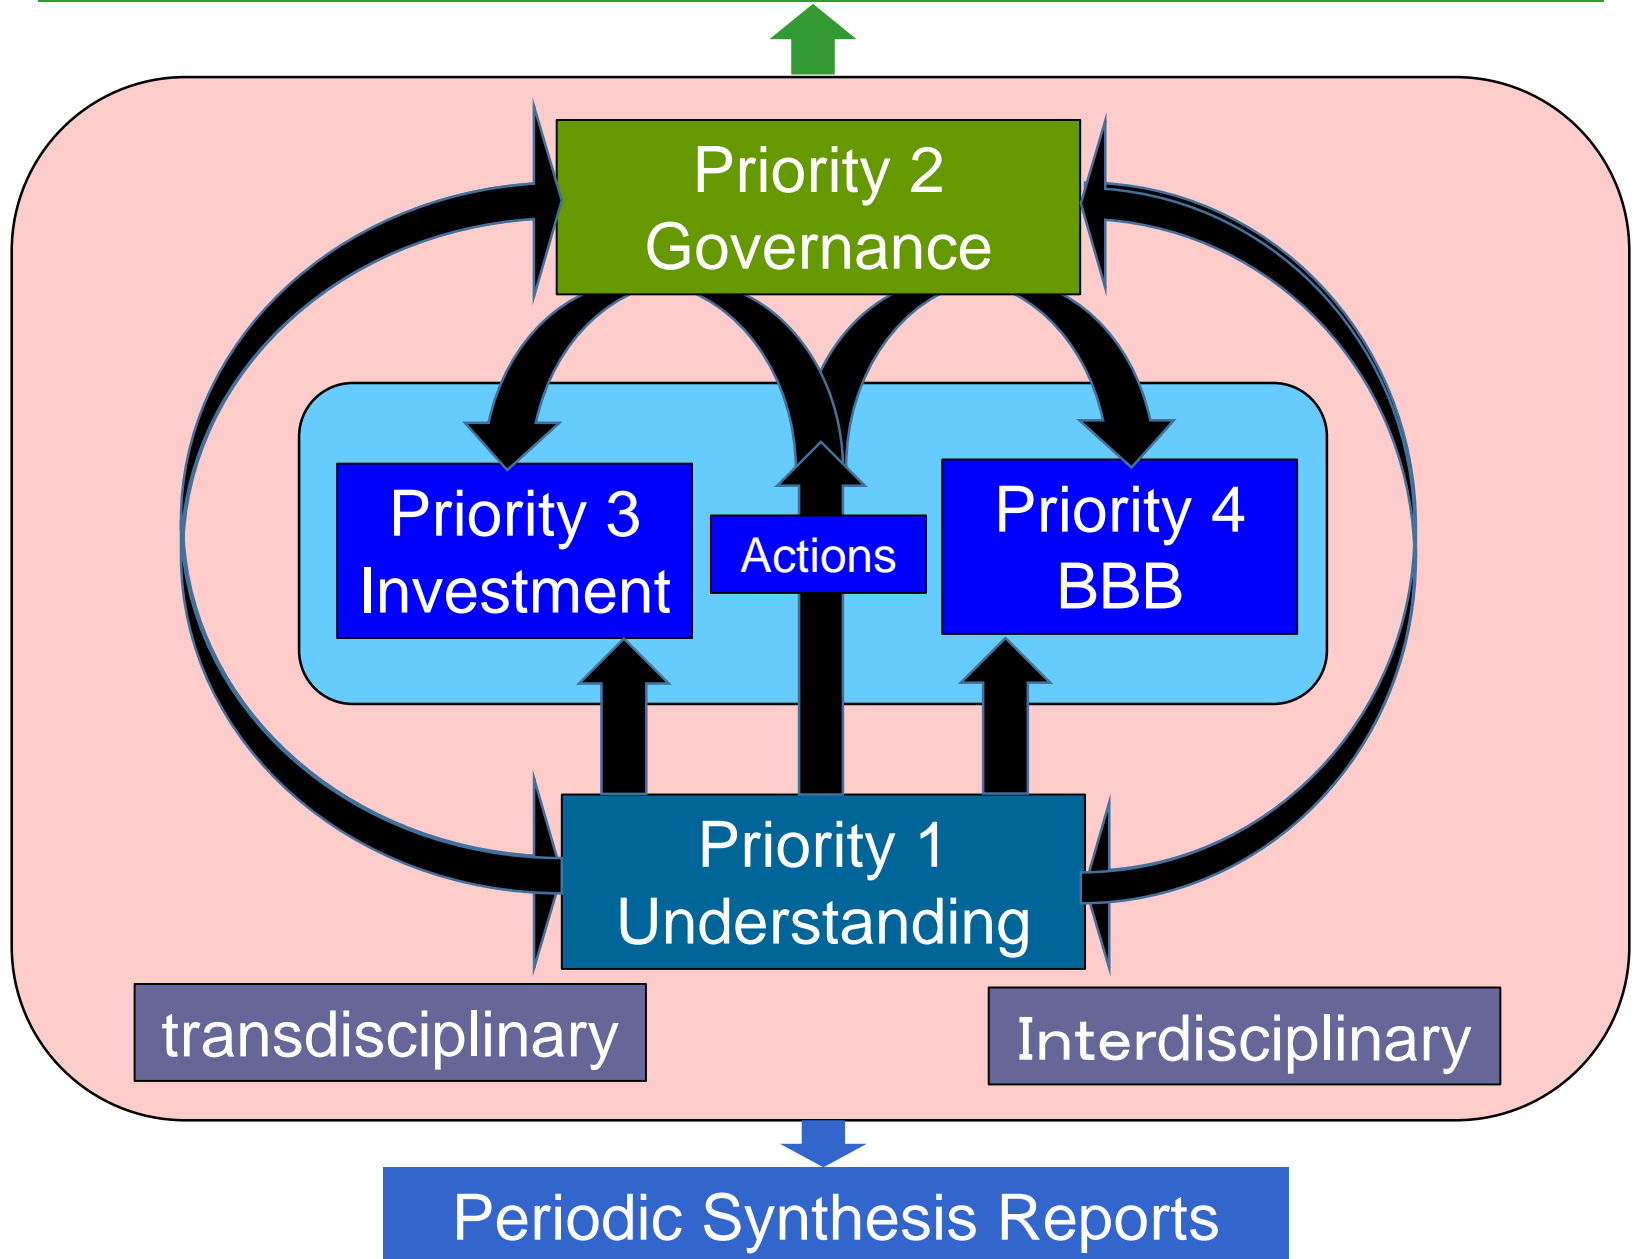 Priority 2
Governance
Priority 3
Investment
Actions
Priority 4
BBB
Priority 1
Understanding
transdisciplinary
Interdisciplinary
Periodic Synthesis Reports